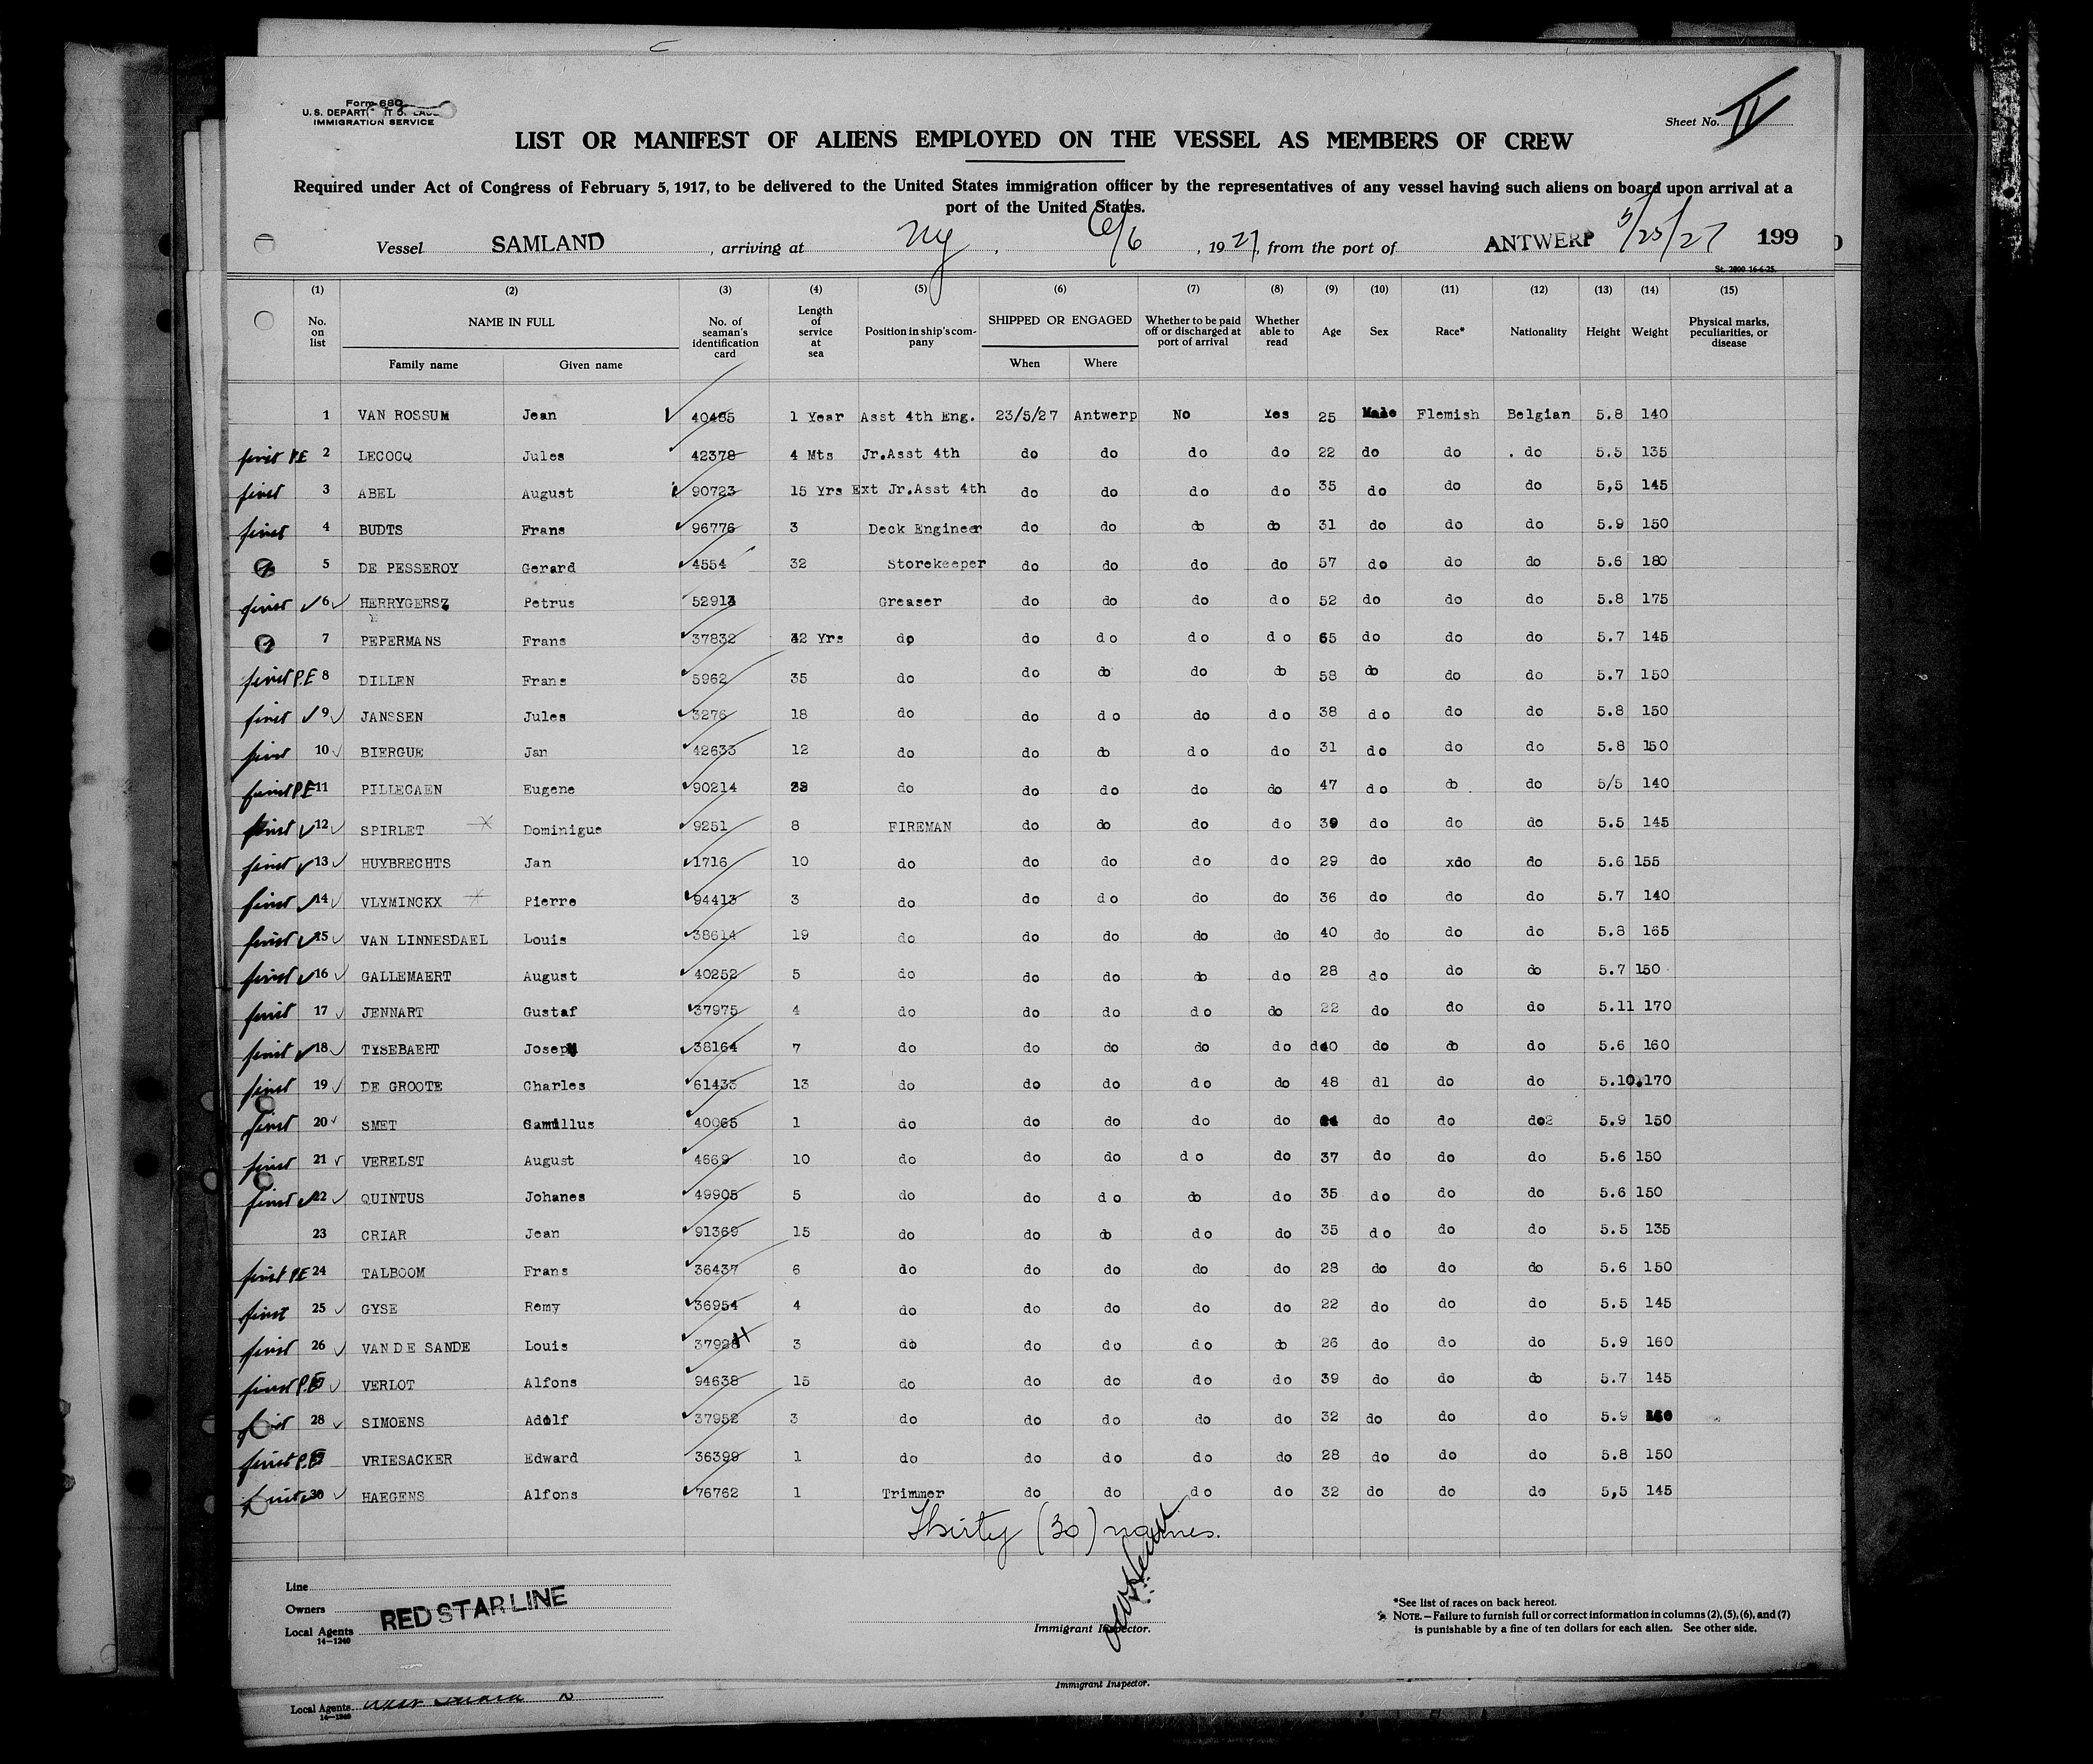 Form 680
U. S. DEPART
IMMIGRATION SERVICE
Sheet No. IV
LIST OR MANIFEST OF ALIENS EMPLOYED ON THE VESSEL AS MEMBERS OF CREW
Required under Act of Congress of February 5, 1917, to be delivered to the United States immigration officer by the representatives of any vessel having such aliens on board upon arrival at a
port of the United States.
Vessel SAMLAND , arriving at NY 6/6 , 1927, from the port of ANTWERP 5/25/27 199
St. 2000 16-6-25.
(1) (2) (3) (4) (5) (6) (7) (8) (9) (10) (11) (12) (13) (14) (15)
No. on list NAME IN FULL Family name Given name No. of seaman's identification card Length of service at sea Position in ship's company SHIPPED OR ENGAGED When Where Whether to be paid off or discharged at port of arrival Whether able to read Age Sex Race* Nationality Height Weight Physical marks, peculiarities, or disease
1 VAN ROSSUM Jean 40485 1 Year Asst 4th Eng. 23/5/27 Antwerp No Yes 25 Male Flemish Belgian 5.8 140
P.E 2 LECOCQ Jules 42378 4 Mts Jr.Asst 4th do do do do 22 do do do 5.5 135
3 ABEL August 90723 15 Yrs Ext Jr.Asst 4th do do do do 35 do do do 5,5 145
4 BUDTS Frans 96776 3 Deck Engineer do do do do 31 do do do 5.9 150
5 DE PESSEROY Gerard 4554 32 Storekeeper do do do do 57 do do do 5.6 180
6 HERRYGERSZ Petrus 52913 Greaser do do do do 52 do do do 5.8 175
7 PEPERMANS Frans 37832 42 Yrs do do do do do 65 do do do 5.7 145
P.E 8 DILLEN Frans 5962 35 do do do do do 58 do do do 5.7 150
9 JANSSEN Jules 3276 18 do do do do do 38 do do do 5.8 150
10 BIERGUE Jan 42633 12 do do do do do 31 do do do 5.8 150
P.E 11 PILLECAEN Eugene 90214 do do do do do 47 do do do 5/5 140
12 SPIRLET Dominigue 9251 8 FIREMAN do do do do 39 do do do 5.5 145
13 HUYBRECHTS Jan 1716 10 do do do do do 29 do xdo do 5.6 155
14 VLYMINCKX Pierre 94413 3 do do do do do 36 do do do 5.7 140
15 VAN LINNESDAEL Louis 38614 19 do do do do do 40 do do do 5.8 165
16 GALLEMAERT August 40252 5 do do do do do 28 do do do 5.7 150
17 JENNART Gustaf 37975 4 do do do do do 22 do do do 5.11 170
18 TYSEBAERT Joseph 38164 7 do do do do do 40 do do do 5.6 160
19 DE GROOTE Charles 61433 13 do do do do do 48 dl do do 5.10 170
20 SMET Camillus 40065 1 do do do do do do do do 5.9 150
21 VERELST August 4669 10 do do do do do 37 do do do 5.6 150
22 QUINTUS Johanes 49905 5 do do do do do 35 do do do 5.6 150
23 CRIAR Jean 91369 15 do do do do do 35 do do do 5.5 135
P.E 24 TALBOOM Frans 36437 6 do do do do do 28 do do do 5.6 150
25 GYSE Remy 36954 4 do do do do do 22 do do do 5.5 145
26 VAN DE SANDE Louis 3 do do do do do 26 do do do 5.9 160
P.E VERLOT Alfons 94638 15 do do do do do 39 do do do 5.7 145
28 SIMOENS Adolf 37952 3 do do do do do 32 do do do 5.9
P.E VRIESACKER Edward 36399 1 do do do do do 28 do do do 5.8 150
30 HAEGENS Alfons 76762 1 Trimmer do do do do 32 do do do 5,5 145
Thirty (30) names.
Line
Owners
Local Agents
14—1240
RED STAR LINE
Immigrant Inspector.
*See list of races on back hereof.
NOTE.—Failure to furnish full or correct information in columns (2), (5), (6), and (7)
is punishable by a fine of ten dollars for each alien. See other side.
Immigrant Inspector.
Local Agents
14—1240